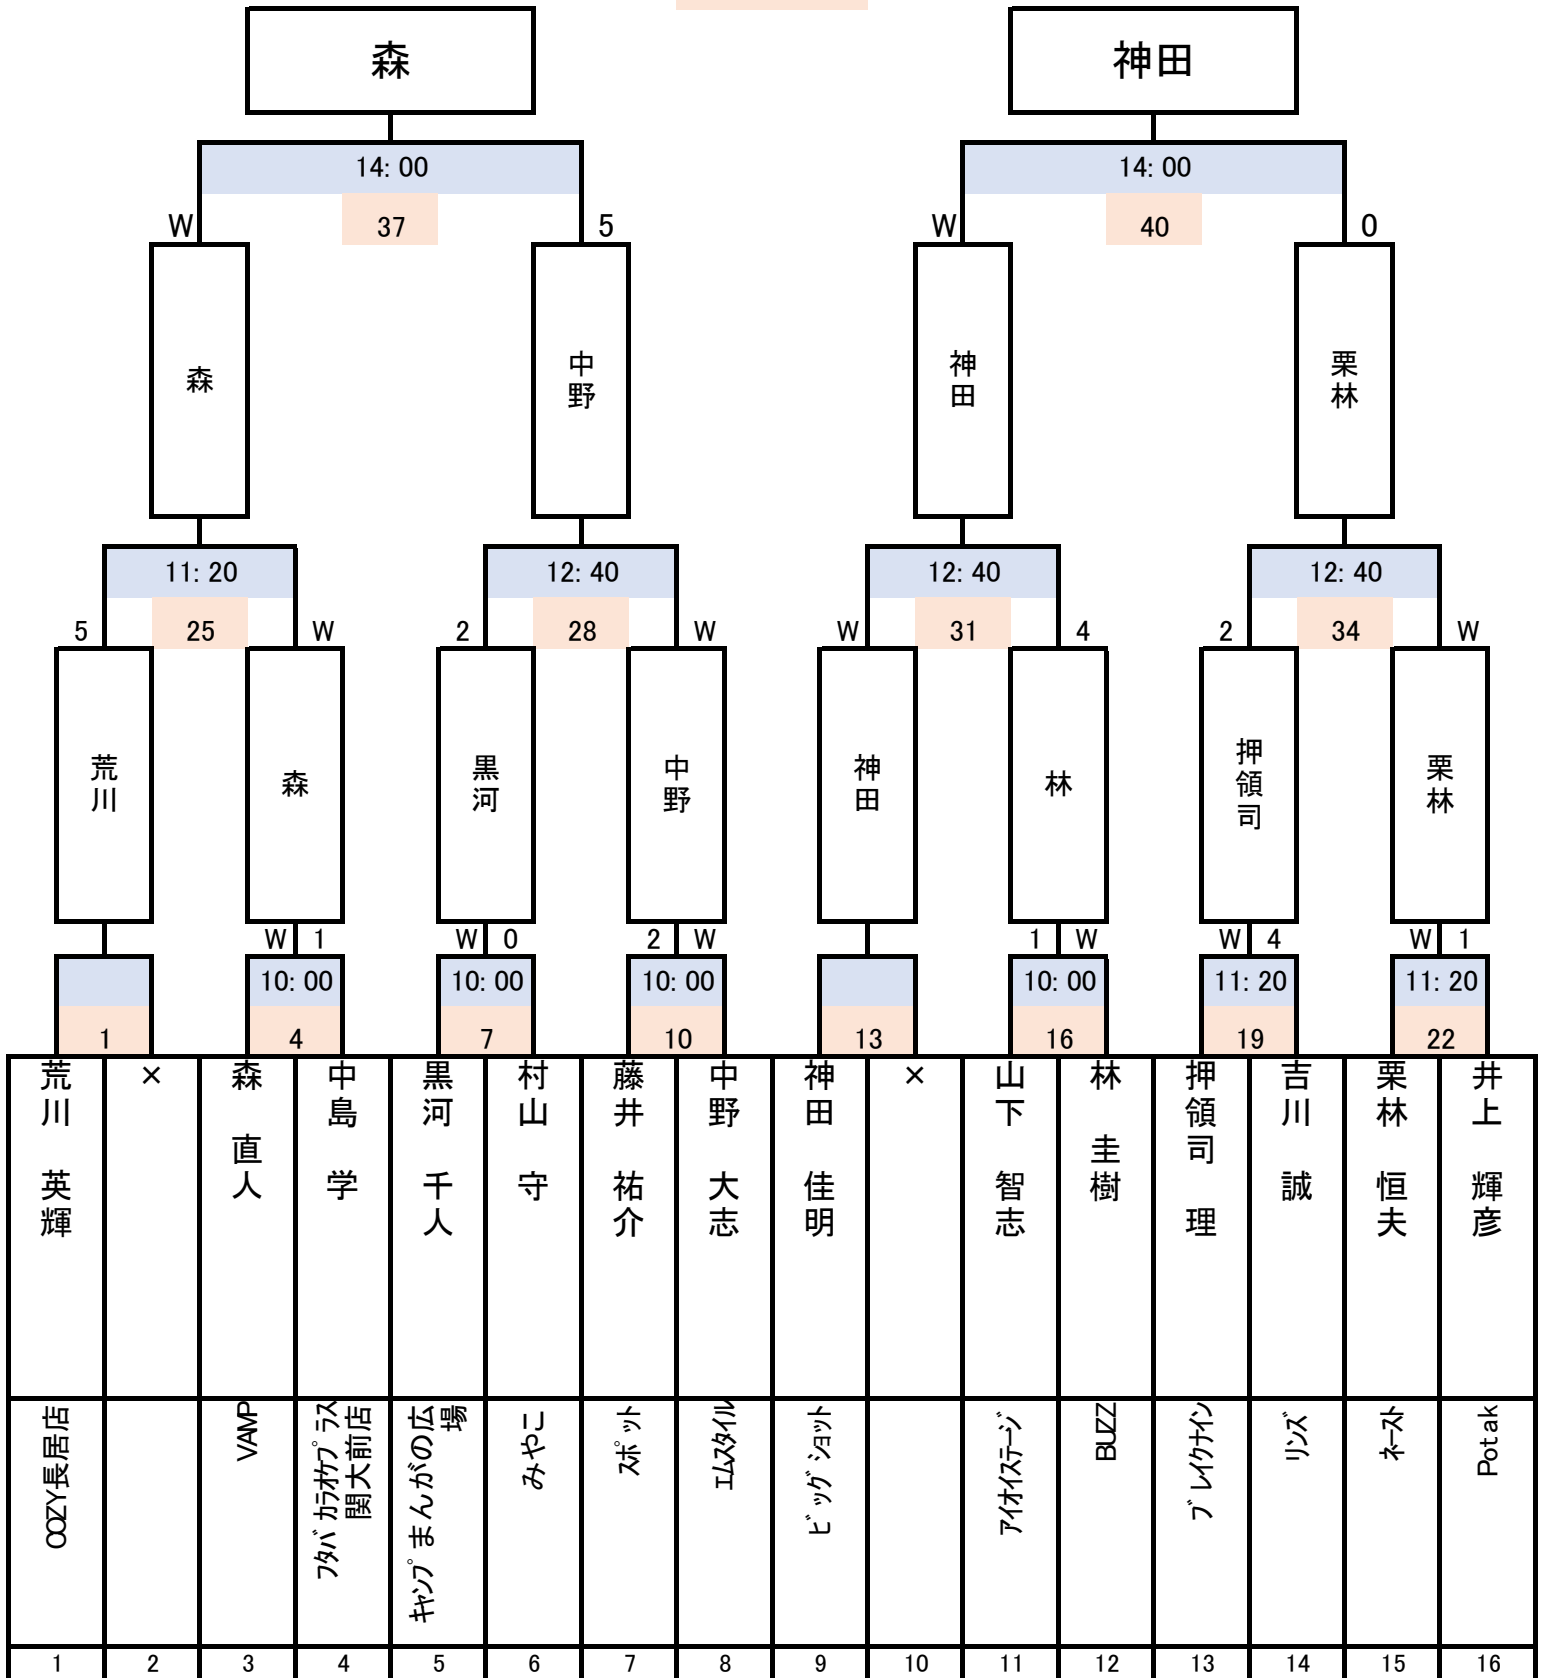 森 神田
14:00 14:00
W 37 5 W 40 0
森 中野 神田 栗林
11:20 12:40 12:40 12:40
5 25 W 2 28 W W 31 4 2 34 W
荒川 森 黒河 中野 神田 林 押領司 栗林
W 1 W 0 2 W 1 W W 4 W 1
10:00 10:00 10:00 10:00 11:20 11:20
1 4 7 10 13 16 19 22
荒川 英輝
×
森 直人
中島 学
黒河 千人
村山 守
藤井 祐介
中野 大志
神田 佳明
×
山下 智志
林 圭樹
押領司 理
吉川 誠
栗林 恒夫
井上 輝彦
COZY長居店
VAMP
フタバカラオケプラス
関大前店
キャンプまんがの広
場
みやこ
スポット
エムスタイル
ビッグショット
アイオイステージ
BUZZ
ブレイクナイン
リンズ
ネースト
Potak
1 2 3 4 5 6 7 8 9 10 11 12 13 14 15 16